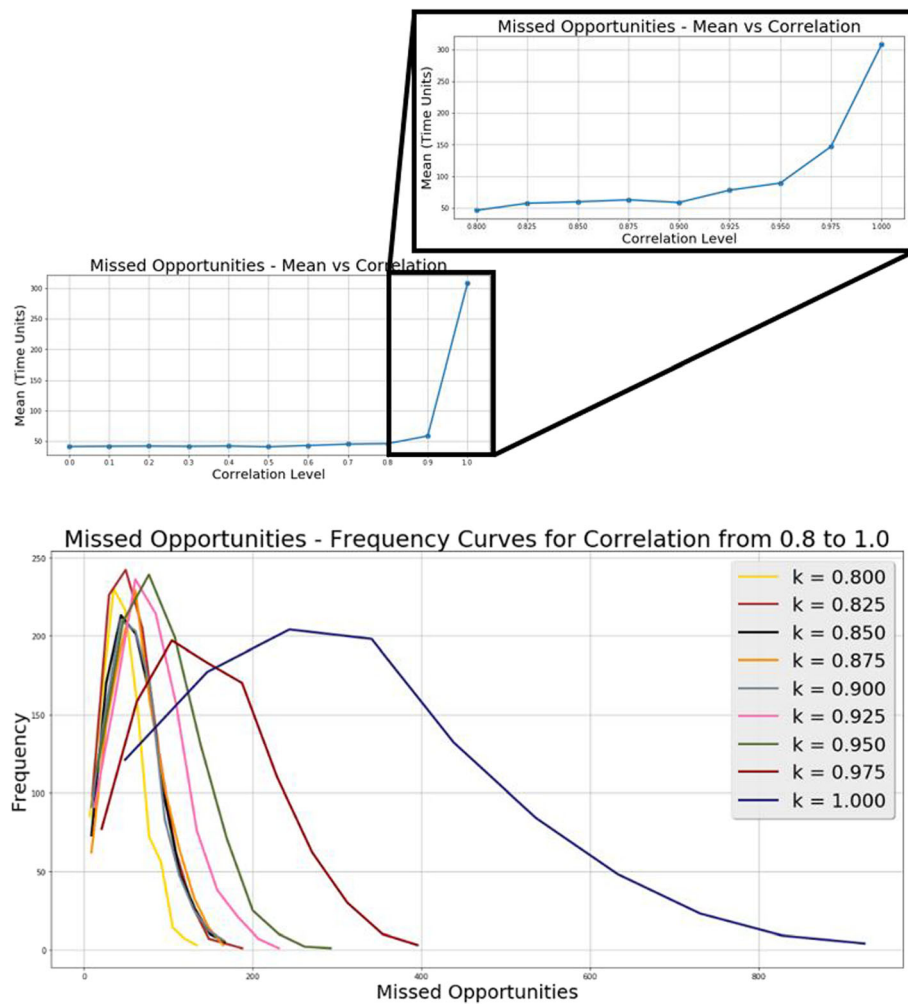 Missed Opportunities - Mean vs Correlation
Mean (Time Units)
300
250
200
150
100
50
0.800 0.825 0.850 0.875 0.900 0.925 0.950 0.975 1.000
Correlation Level
Missed Opportunities - Mean vs Correlation
Mean (Time Units)
300
250
200
150
100
50
0.0 0.1 0.2 0.3 0.4 0.5 0.6 0.7 0.8 0.9 1.0
Correlation Level
Missed Opportunities - Frequency Curves for Correlation from 0.8 to 1.0
Frequency
250
200
150
100
50
0
k = 0.800
k = 0.825
k = 0.850
k = 0.875
k = 0.900
k = 0.925
k = 0.950
k = 0.975
k = 1.000
0 200 400 600 800
Missed Opportunities